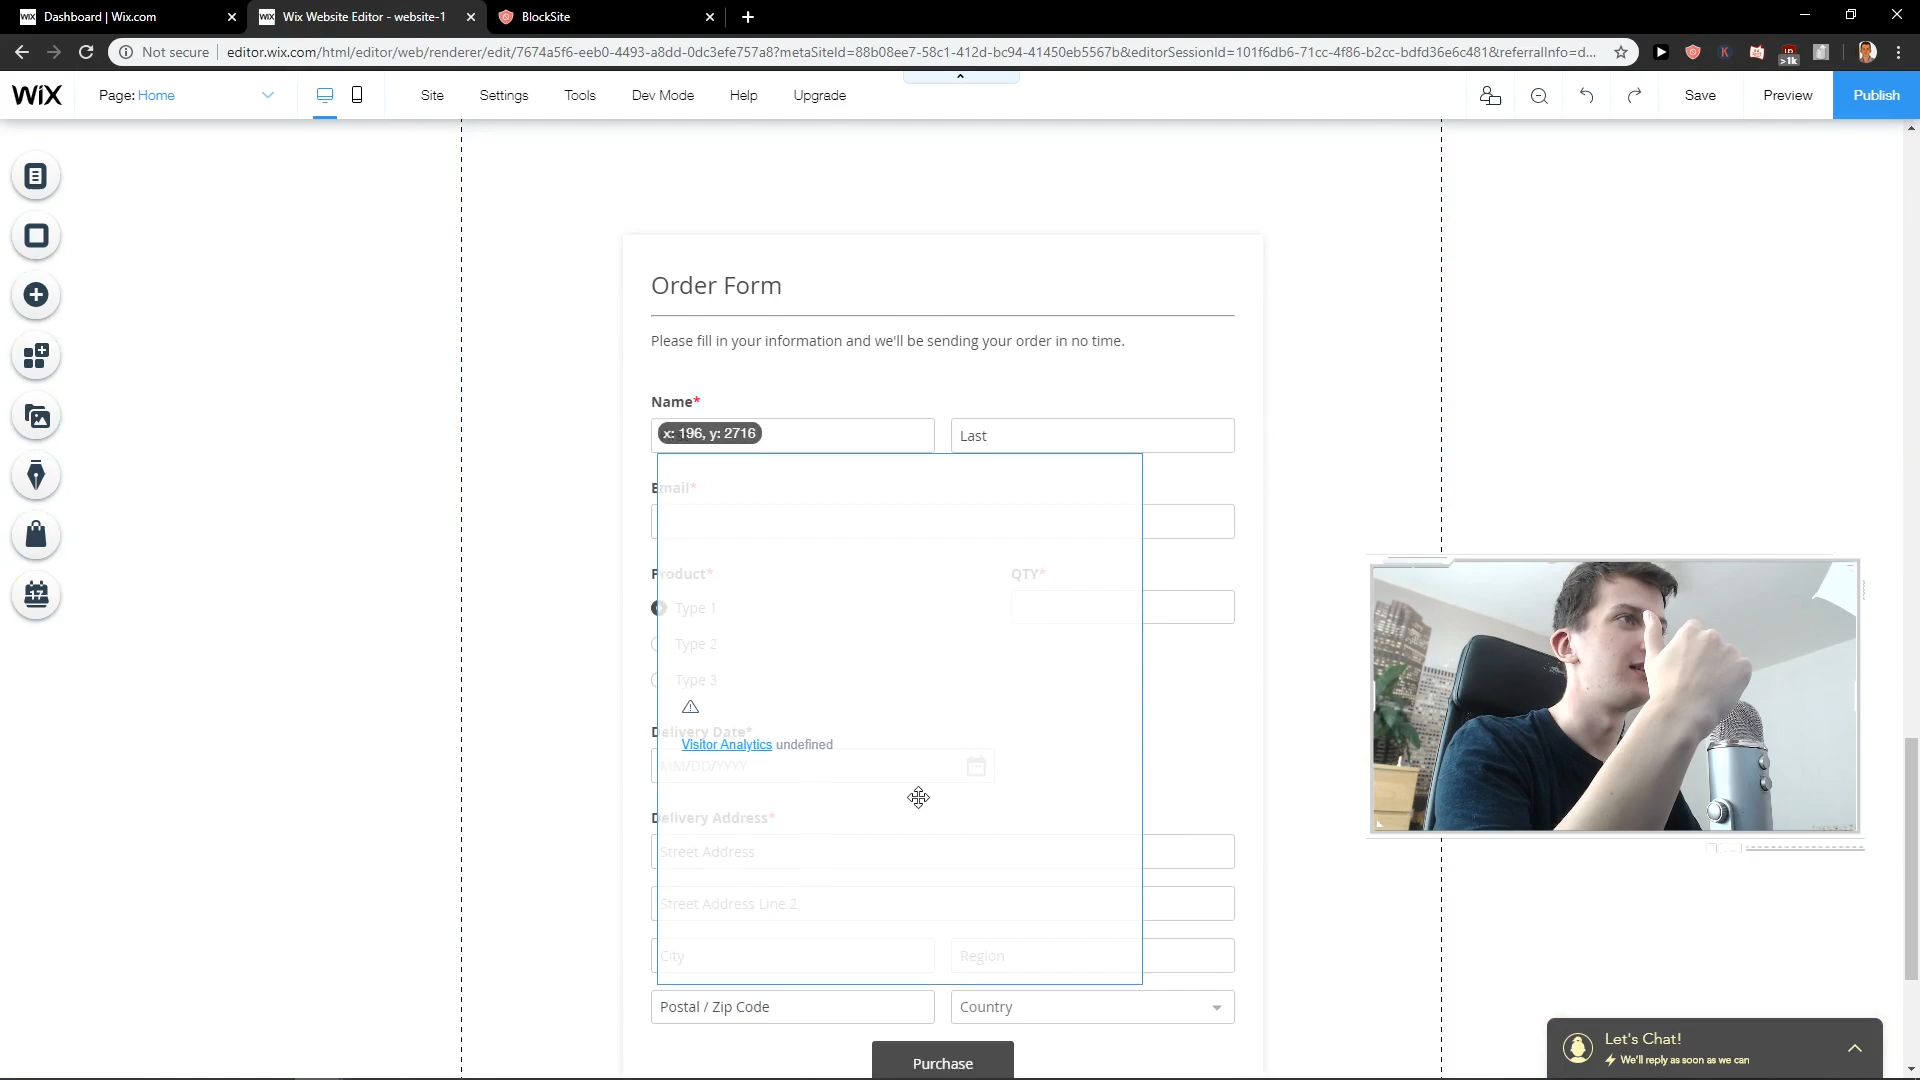 WIX Dashboard | Wix.com
WIX Wix Website Editor - website-1
BlockSite
Not secure
editor.wix.com/html/editor/web/renderer/edit/7674a5f6-eeb0-4493-a8dd-0dc3efe757a8?metaSiteId=88b08ee7-58c1-412d-bc94-41450eb5567b&editorSessionId=101f6db6-71cc-4f86-b2cc-bdfd36e6c481&referralInfo=d...
>1k
WIX
Page: Home
Site
Settings
Tools
Dev Mode
Help
Upgrade
Save
Preview
Publish
17
Order Form
Please fill in your information and we'll be sending your order in no time.
Name*
x: 196, y: 2716
Last
Email*
Product*
QTY*
Type 1
Type 2
Type 3
Delivery Date*
Visitor Analytics undefined
MM/DD/YYYY
Delivery Address*
Street Address
Street Address Line 2
City
Region
Postal / Zip Code
Country
Purchase
Let's Chat!
We'll reply as soon as we can